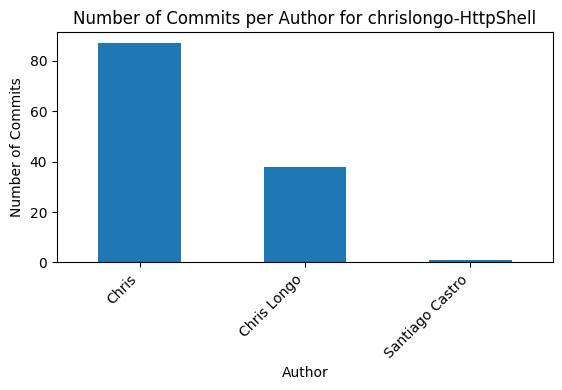 Number of Commits per Author for chrislongo-HttpShell
Number of Commits
80
60
40
20
0
Chris
Chris Longo
Santiago Castro
Author